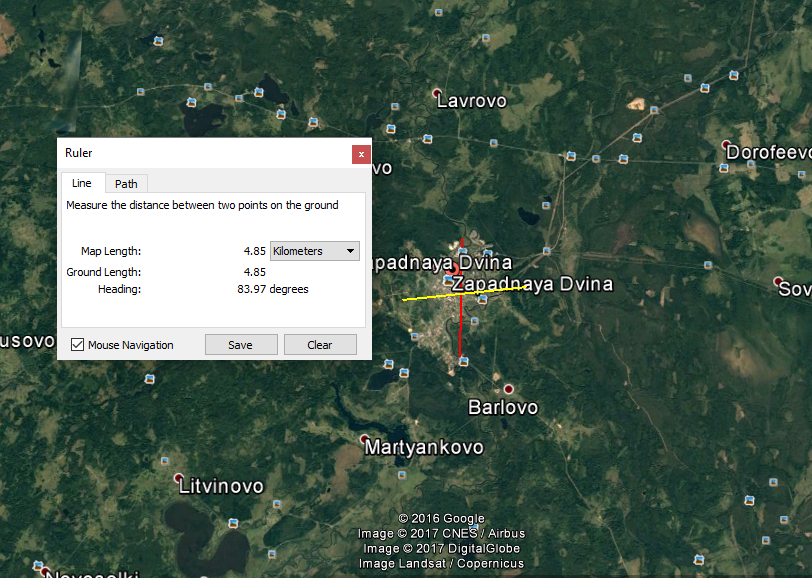 Lavrovo
Dorofeevo
Ruler
x
vo
Line
Path
Measure the distance between two points on the ground
Map Length:
4.85
Kilometers
Ground Length:
4.85
Heading:
83.97 degrees
apadnaya Dvina
Zapadnaya Dvina
Sov
usovo
Mouse Navigation
Save
Clear
Barlovo
Martyankovo
Litvinovo
© 2016 Google
Image © 2017 CNES / Airbus
Image © 2017 DigitalGlobe
Image Landsat / Copernicus